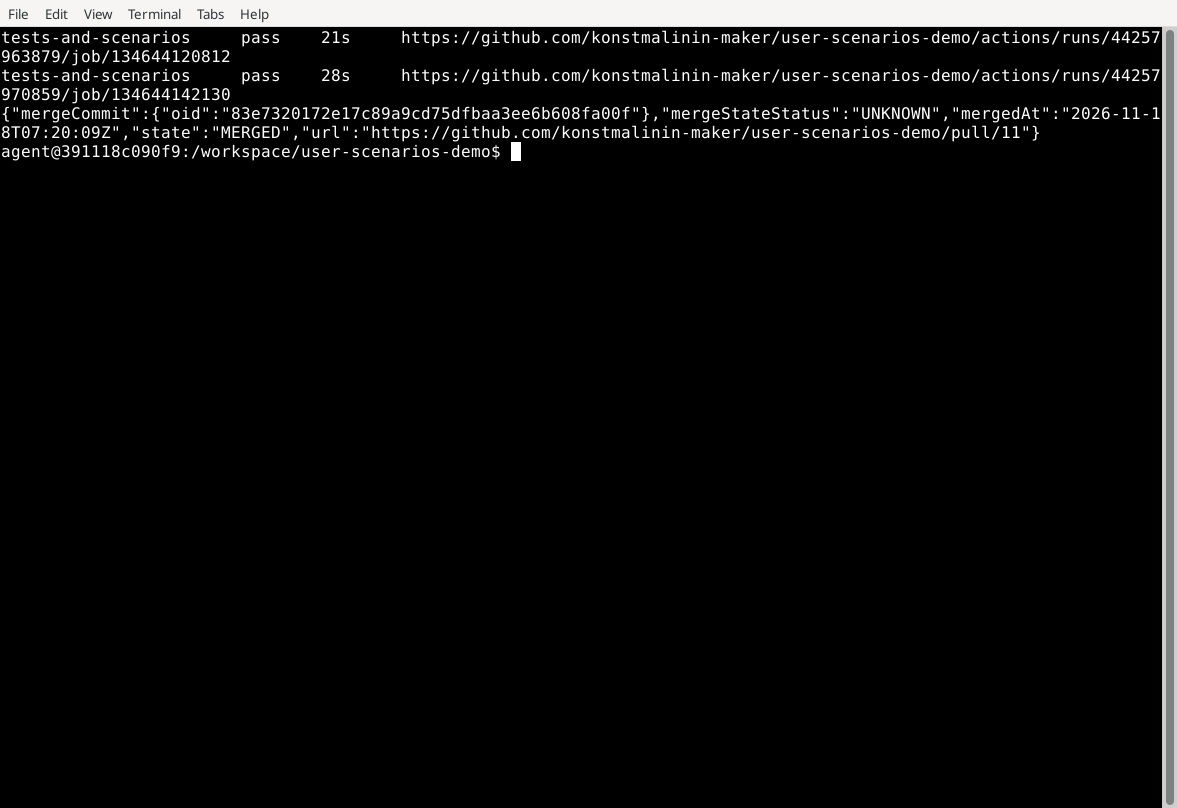 File Edit View Terminal Tabs Help
tests-and-scenarios pass 21s https://github.com/konstmalinin-maker/user-scenarios-demo/actions/runs/44257
963879/job/134644120812
tests-and-scenarios pass 28s https://github.com/konstmalinin-maker/user-scenarios-demo/actions/runs/44257
970859/job/134644142130
{"mergeCommit":{"oid":"83e7320172e17c89a9cd75dfbaa3ee6b608fa00f"},"mergeStateStatus":"UNKNOWN","mergedAt":"2026-11-1
8T07:20:09Z","state":"MERGED","url":"https://github.com/konstmalinin-maker/user-scenarios-demo/pull/11"}
agent@391118c090f9:/workspace/user-scenarios-demo$